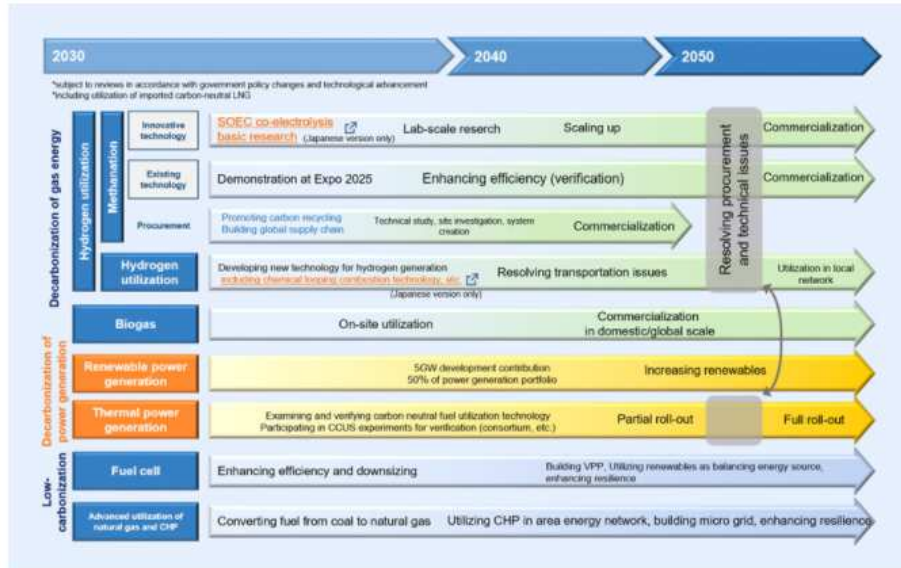 2030
2040
2050
*subject to reviews in accordance with government policy changes and technological advancement
*including utilization of imported carbon-neutral LNG
Decarbonization of gas energy
Hydrogen utilization
Methanation
Innovative
technology
SOEC co-electrolysis
basic research (Japanese version only)
Lab-scale reserch
Scaling up
Commercialization
Resolving procurement
and technical issues
Existing
technology
Demonstration at Expo 2025
Enhancing efficiency (verification)
Commercialization
Procurement
Promoting carbon recycling
Building global supply chain
Technical study, site investigation, system
creation
Commercialization
Hydrogen
utilization
Developing new technology for hydrogen generation
including chemical looping combustion technology, etc.
(Japanese version only)
Resolving transportation issues
Utilization in local
network
Biogas
On-site utilization
Commercialization
in domestic/global scale
Decarbonization of
power generation
Renewable power
generation
5GW development contribution
50% of power generation portfolio
Increasing renewables
Thermal power
generation
Examining and verifying carbon neutral fuel utilization technology
Participating in CCUS experiments for verification (consortium, etc.)
Partial roll-out
Full roll-out
Low-
carbonization
Fuel cell
Enhancing efficiency and downsizing
Building VPP, Utilizing renewables as balancing energy source,
enhancing resilience
Advanced utilization of
natural gas and CHP
Converting fuel from coal to natural gas
Utilizing CHP in area energy network, building micro grid, enhancing resilience